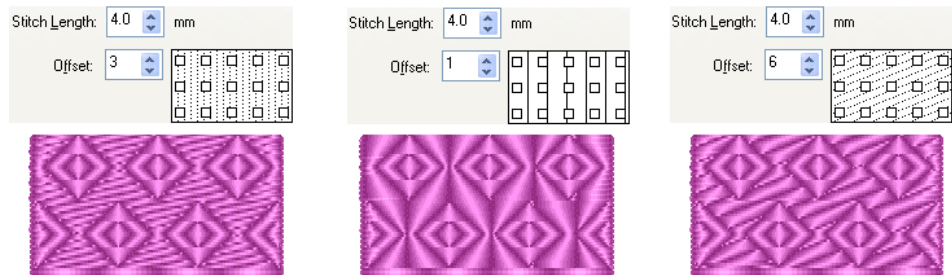 Stitch Length: 4.0 mm
Offset: 3
Stitch Length: 4.0 mm
Offset: 1
Stitch Length: 4.0 mm
Offset: 6